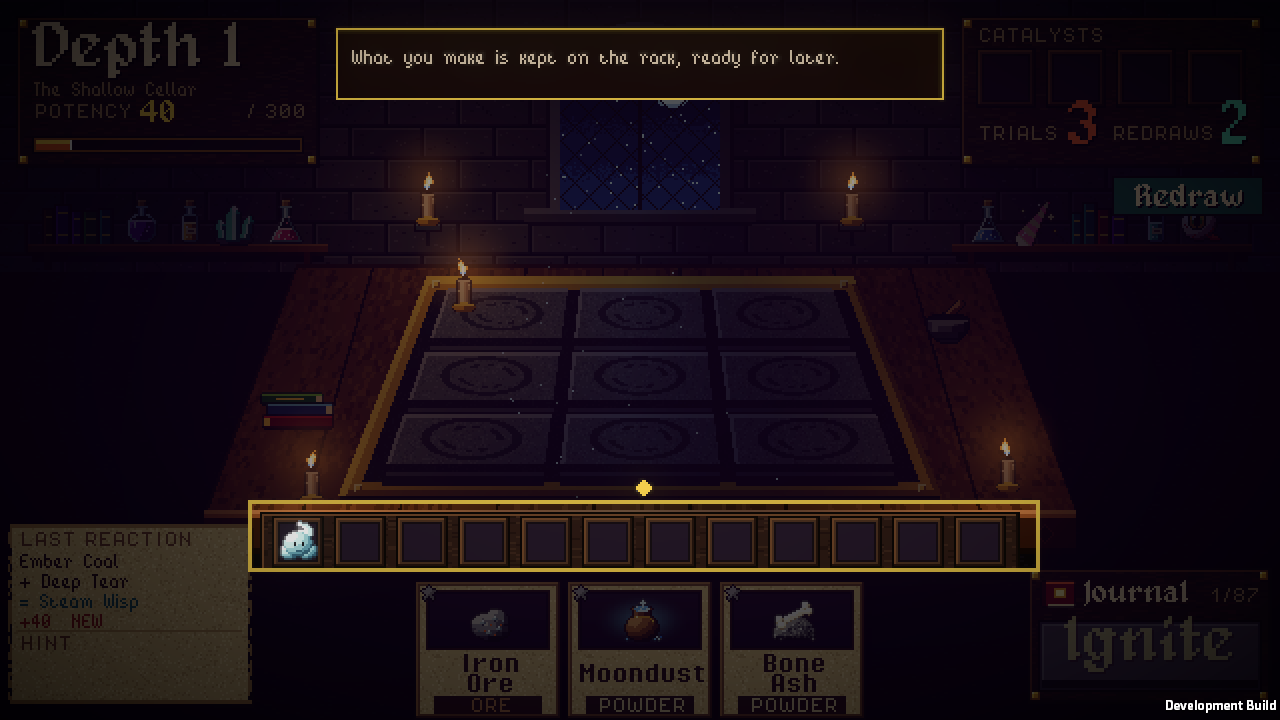 Depth 1
The Shallow Cellar
POTENCY 40 / 300
What you make is kept on the rack, ready for later.
CATALYSTS
TRIALS 3 REDRAWS 2
Redraw
LAST REACTION
Ember Coal
+ Deep Tear
= Steam Wisp
+40 NEW
HINT
Iron
Ore
ORE
Moondust
POWDER
Bone
Ash
POWDER
Journal 1/87
Ignite
Development Build